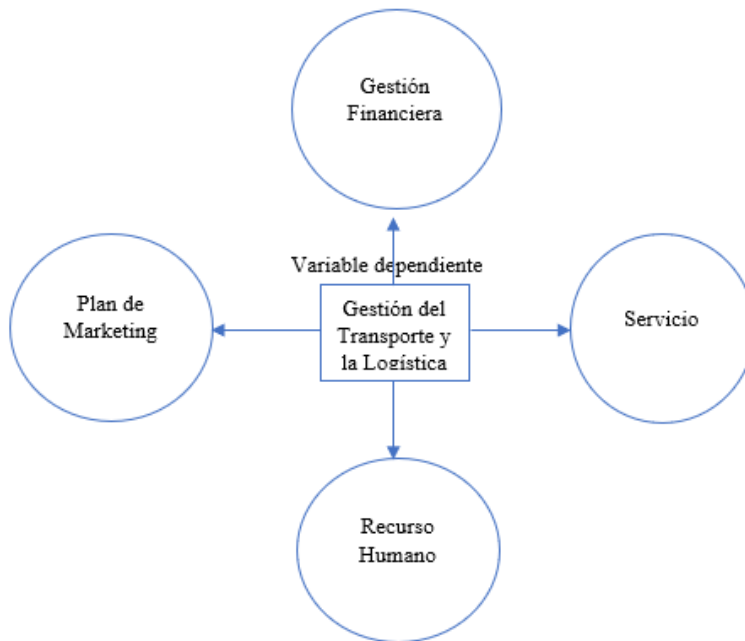 Gestión
Financiera
Variable dependiente
Plan de
Marketing
Gestión del
Transporte y
la Logística
Servicio
Recurso
Humano